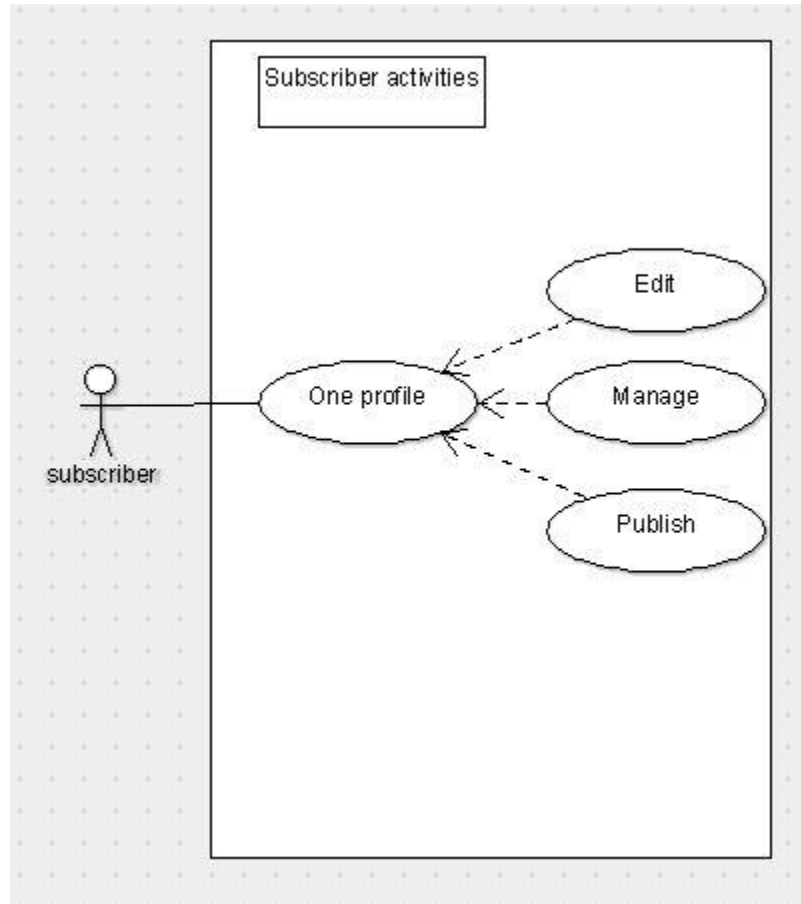 Subscriber activities
Edit
One profile
Manage
subscriber
Publish